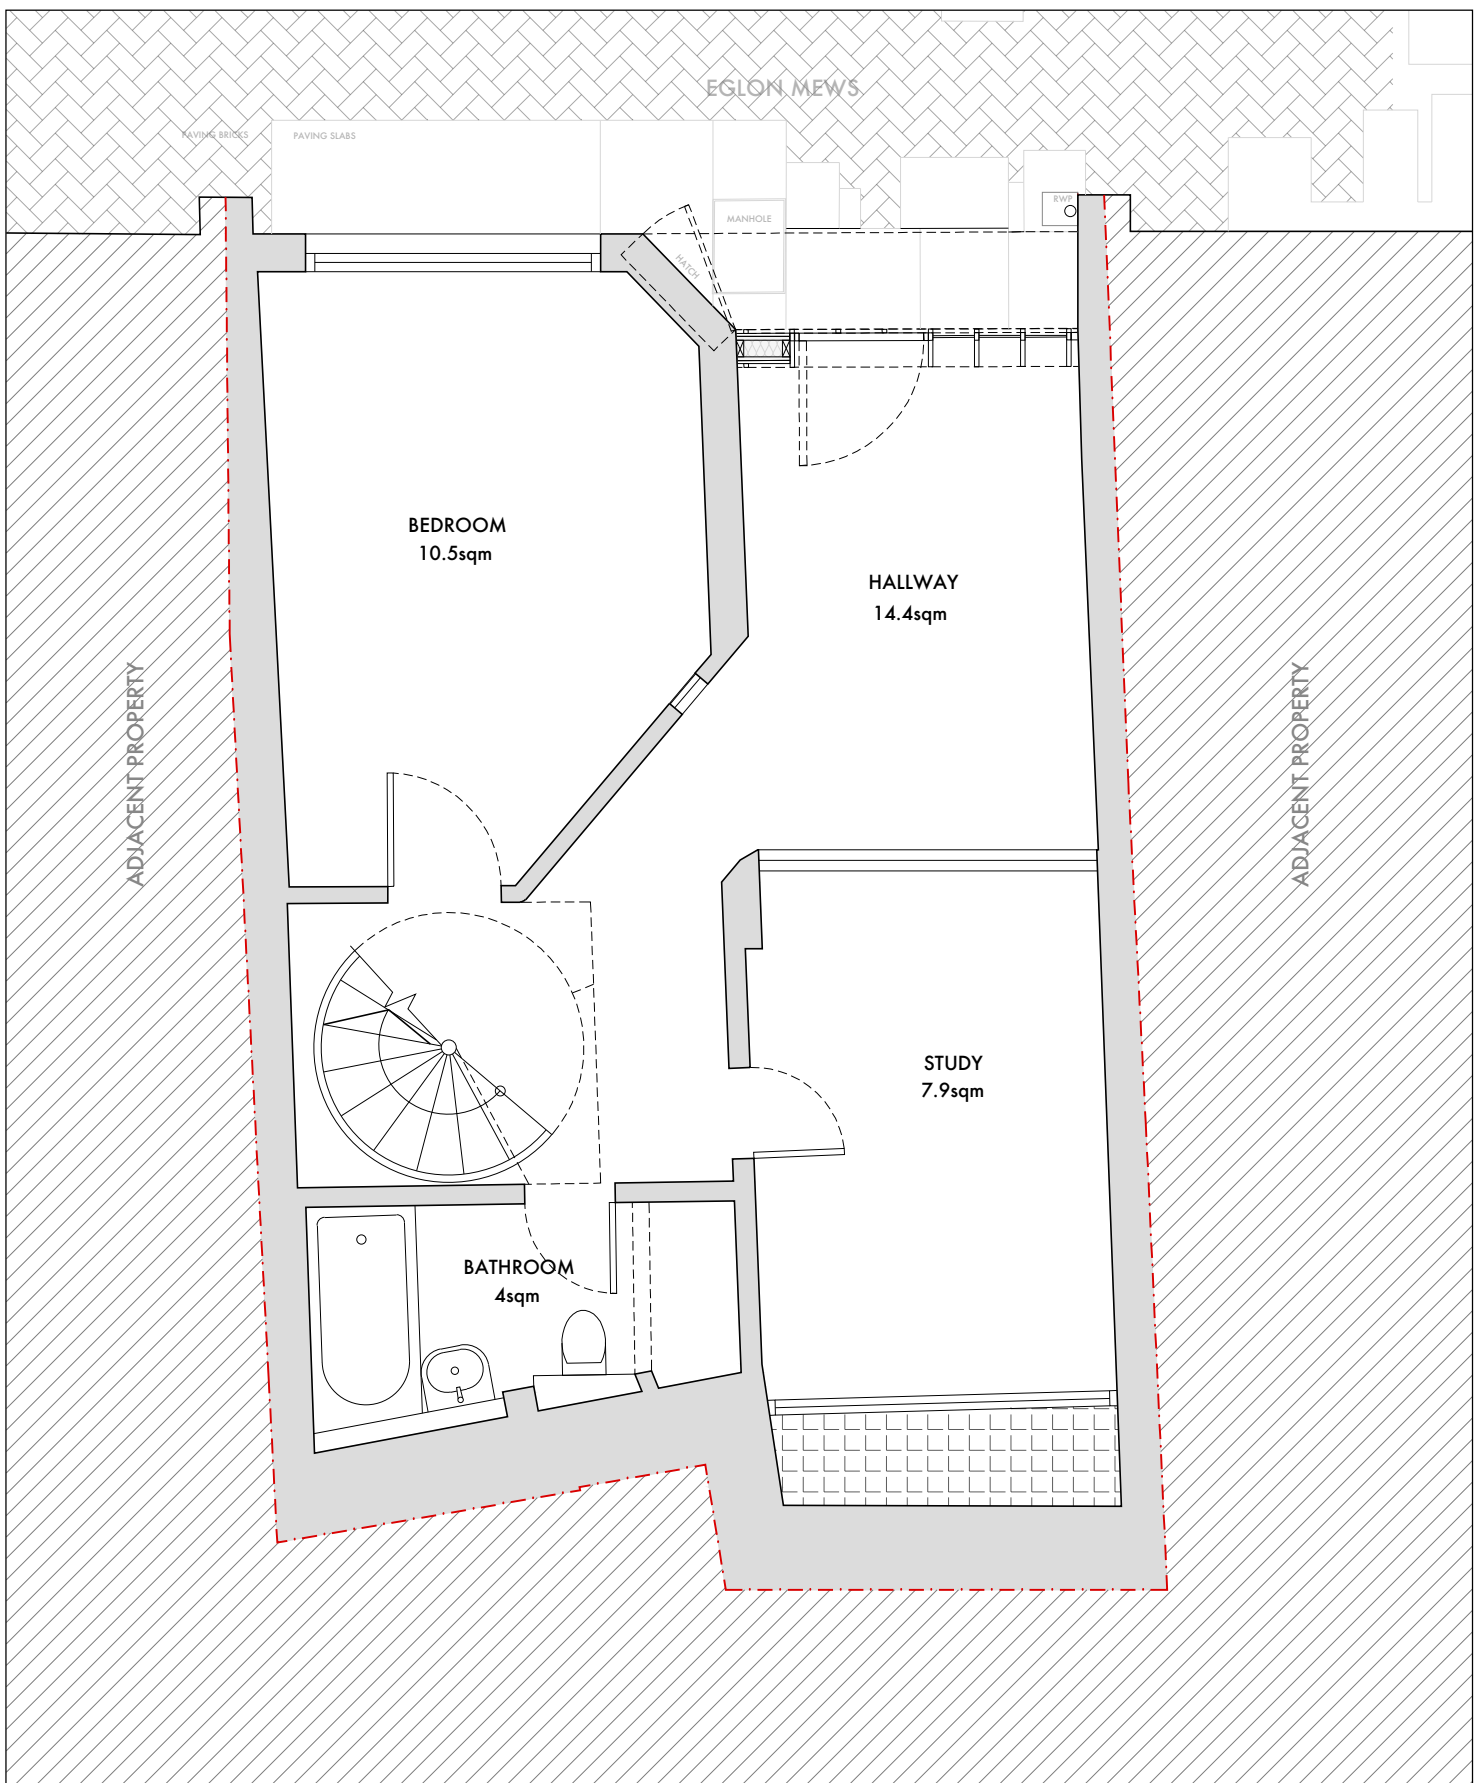 EGLON MEWS
PAVING BRICKS
PAVING SLABS
RWP
MANHOLE
HATCH
BEDROOM
10.5sqm
HALLWAY
14.4sqm
ADJACENT PROPERTY
ADJACENT PROPERTY
STUDY
7.9sqm
BATHROOM
4sqm